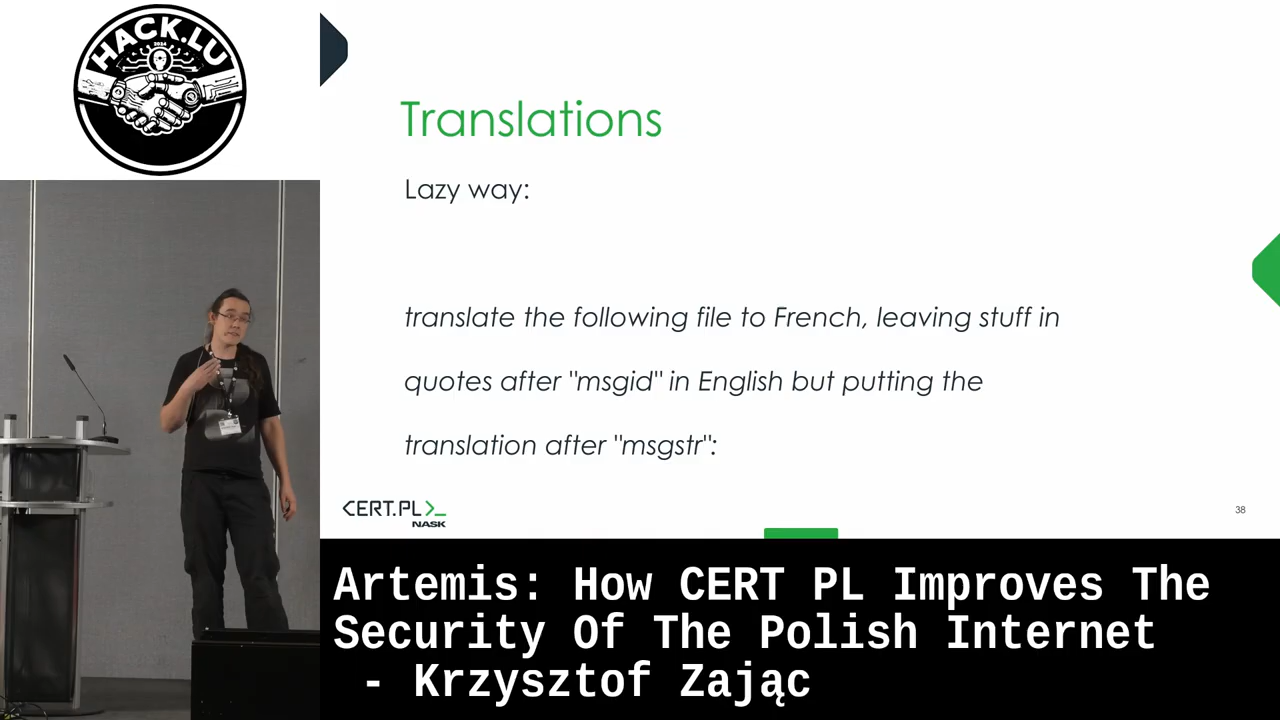 HACK.LU
2024
Translations
Lazy way:
translate the following file to French, leaving stuff in
quotes after "msgid" in English but putting the
translation after "msgstr":
CERT.PL>_
NASK
38
Artemis: How CERT PL Improves The
Security Of The Polish Internet
- Krzysztof Zając